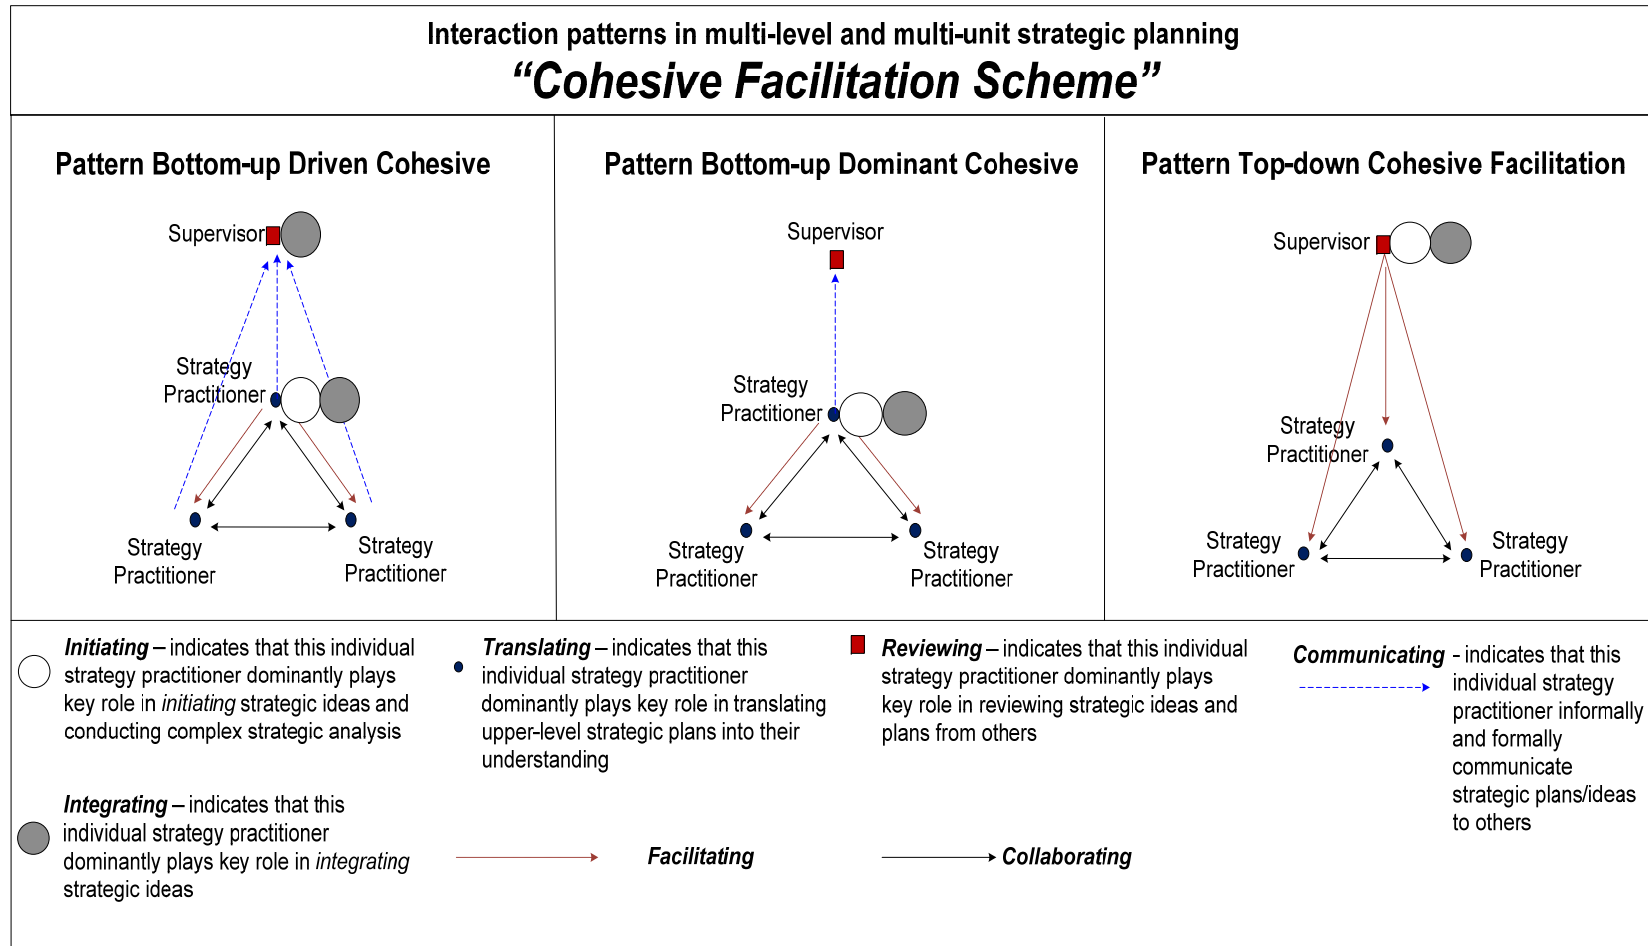 Interaction patterns in multi-level and multi-unit strategic planning
“Cohesive Facilitation Scheme”
Pattern Bottom-up Driven Cohesive
Supervisor
Strategy
Practitioner
Strategy
Practitioner
Strategy
Practitioner
Pattern Bottom-up Dominant Cohesive
Supervisor
Strategy
Practitioner
Strategy
Practitioner
Strategy
Practitioner
Pattern Top-down Cohesive Facilitation
Supervisor
Strategy
Practitioner
Strategy
Practitioner
Strategy
Practitioner
Initiating – indicates that this individual
strategy practitioner dominantly plays
key role in initiating strategic ideas and
conducting complex strategic analysis
Integrating – indicates that this
individual strategy practitioner
dominantly plays key role in integrating
strategic ideas
Translating – indicates that this
individual strategy practitioner
dominantly plays key role in translating
upper-level strategic plans into their
understanding
Facilitating
Reviewing – indicates that this individual
strategy practitioner dominantly plays
key role in reviewing strategic ideas and
plans from others
Collaborating
Communicating - indicates that this
individual strategy
practitioner informally
and formally
communicate
strategic plans/ideas
to others